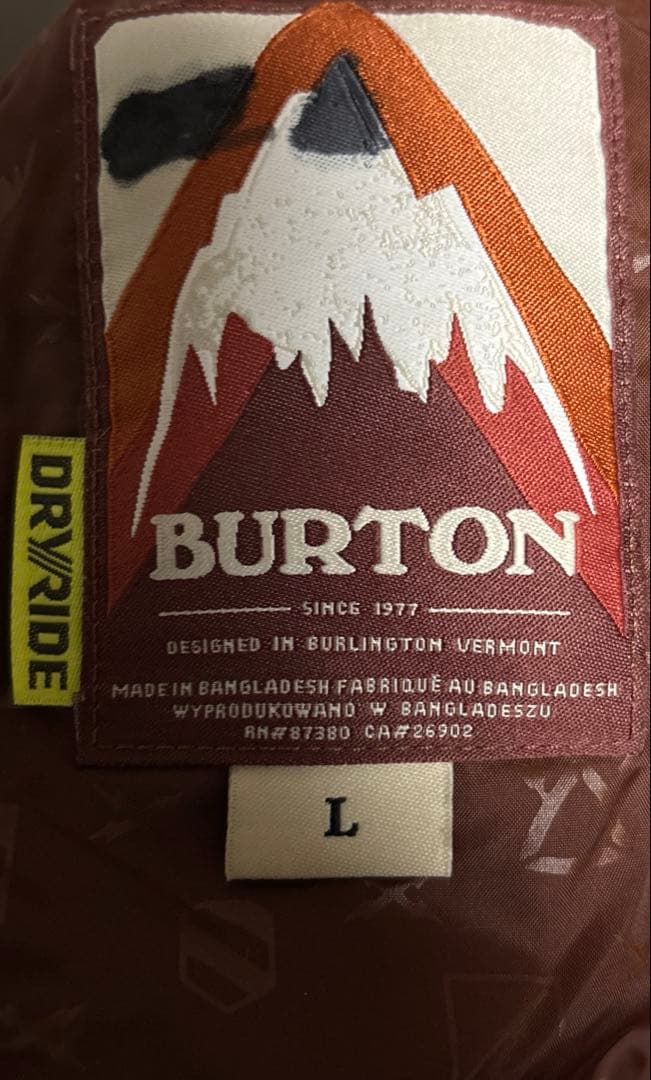 BURTON
SINCE 1977
DESIGNED IN BURLINGTON VERMONT
MADE IN BANGLADESH FABRIQUÉ AU BANGLADESH
WYPRODUKOWANO W BANGLADESZU
RN#87380 CA#26902
DRY//RIDE
L